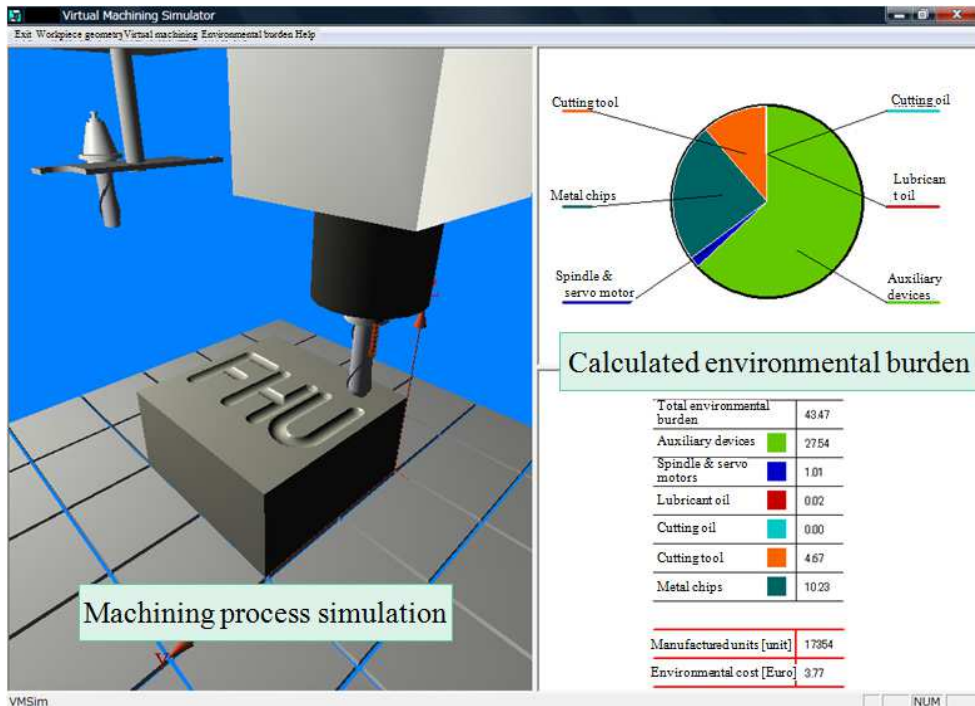 Virtual Machining Simulator
Exit Workpiece geometry Virtual machining Environmental burden Help
FHU
Machining process simulation
Y
VMSim
Cutting tool
Cutting oil
Metal chips
Lubrican
t oil
Spindle &
servo motor
Auxiliary
devices
Calculated environmental burden
Total environmental
burden 43.47
Auxiliary devices 27.54
Spindle & servo
motors 1.01
Lubricant oil 0.02
Cutting oil 0.00
Cutting tool 4.67
Metal chips 10.23
Manufactured units [unit] 17354
Environmental cost [Euro] 3.77
NUM